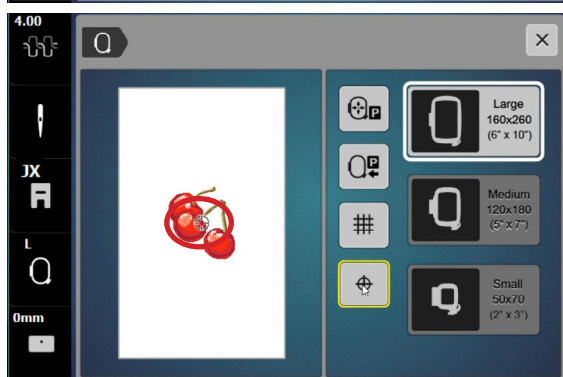 4.00
JX
L
0mm
P
P
Large
160x260
(6" x 10")
Medium
120x180
(5" x 7")
Small
50x70
(2" x 3")